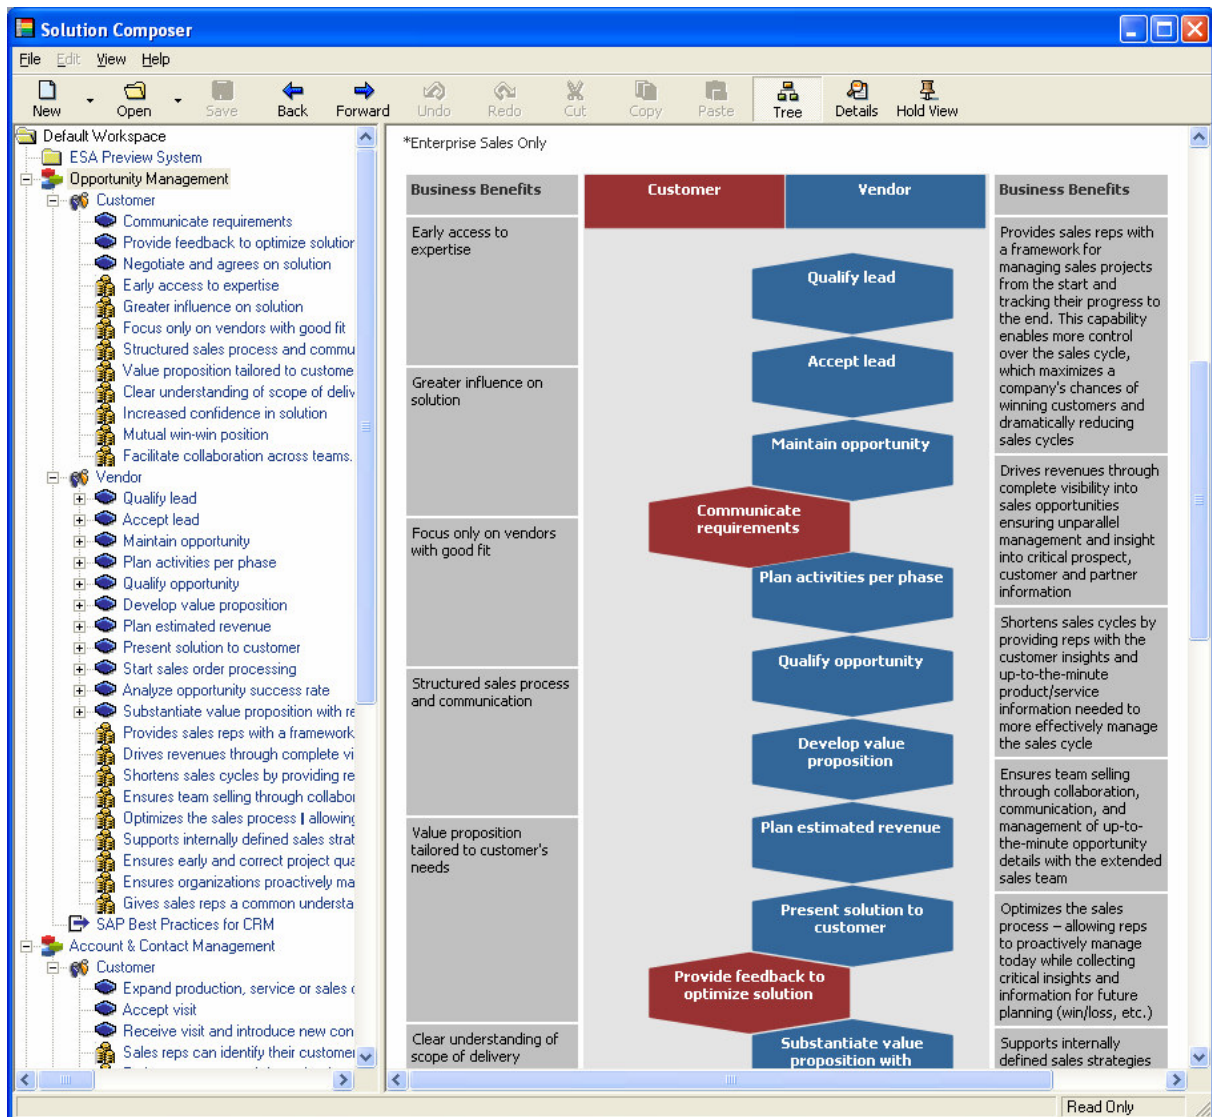 Solution Composer
File Edit View Help
New Open Save Back Forward Undo Redo Cut Copy Paste Tree Details Hold View
Default Workspace
ESA Preview System
Opportunity Management
Customer
Communicate requirements
Provide feedback to optimize solution
Negotiate and agrees on solution
Early access to expertise
Greater influence on solution
Focus only on vendors with good fit
Structured sales process and commu
Value proposition tailored to custome
Clear understanding of scope of deliv
Increased confidence in solution
Mutual win-win position
Facilitate collaboration across teams.
Vendor
Qualify lead
Accept lead
Maintain opportunity
Plan activities per phase
Qualify opportunity
Develop value proposition
Plan estimated revenue
Present solution to customer
Start sales order processing
Analyze opportunity success rate
Substantiate value proposition with re
Provides sales reps with a framework
Drives revenues through complete vi
Shortens sales cycles by providing re
Ensures team selling through collabor
Optimizes the sales process | allowing
Supports internally defined sales strat
Ensures early and correct project qua
Ensures organizations proactively ma
Gives sales reps a common understa
SAP Best Practices for CRM
Account & Contact Management
Customer
Expand production, service or sales c
Accept visit
Receive visit and introduce new con
Sales reps can identify their customer
*Enterprise Sales Only
Business Benefits
Early access to
expertise
Greater influence on
solution
Focus only on vendors
with good fit
Structured sales process
and communication
Value proposition
tailored to customer's
needs
Clear understanding of
scope of delivery
Customer
Vendor
Qualify lead
Accept lead
Maintain opportunity
Communicate
requirements
Plan activities per phase
Qualify opportunity
Develop value
proposition
Plan estimated revenue
Present solution to
customer
Provide feedback to
optimize solution
Substantiate value
proposition with
Business Benefits
Provides sales reps with
a framework for
managing sales projects
from the start and
tracking their progress to
the end. This capability
enables more control
over the sales cycle,
which maximizes a
company's chances of
winning customers and
dramatically reducing
sales cycles
Drives revenues through
complete visibility into
sales opportunities
ensuring unparallel
management and insight
into critical prospect,
customer and partner
information
Shortens sales cycles by
providing reps with the
customer insights and
up-to-the-minute
product/service
information needed to
more effectively manage
the sales cycle
Ensures team selling
through collaboration,
communication, and
management of up-to-
the-minute opportunity
details with the extended
sales team
Optimizes the sales
process – allowing reps
to proactively manage
today while collecting
critical insights and
information for future
planning (win/loss, etc.)
Supports internally
defined sales strategies
Read Only